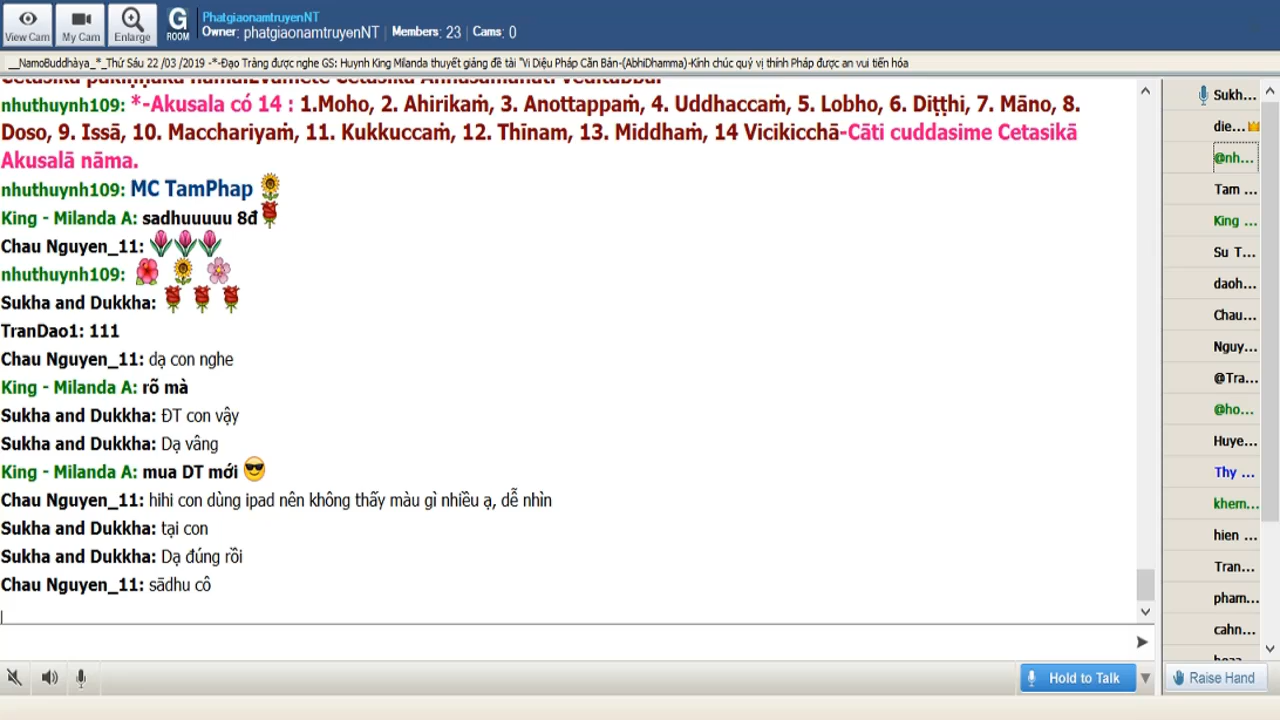 View Cam
My Cam
Enlarge
G
ROOM
PhatgiaonamtruyenNT
Owner: phatgiaonamtruyenNT | Members: 23 | Cams: 0
__NamoBuddhàya_*_Thứ Sáu 22 /03 /2019 -*-Đạo Tràng được nghe GS: Huynh King Milanda thuyết giảng đề tài "Vi Diệu Pháp Căn Bản-(AbhiDhamma)-Kính chúc quý vị thính Pháp được an vui tiến hóa
nhuthuynh109: *-Akusala có 14 : 1.Moho, 2. Ahirikaṁ, 3. Anottappaṁ, 4. Uddhaccaṁ, 5. Lobho, 6. Diṭṭhi, 7. Māno, 8.
Doso, 9. Issā, 10. Macchariyaṁ, 11. Kukkuccaṁ, 12. Thīnam, 13. Middhaṁ, 14 Vicikicchā-Cāti cuddasime Cetasikā
Akusalā nāma.
nhuthuynh109: MC TamPhap
King - Milanda A: sadhuuuuu 8đ
Chau Nguyen_11:
nhuthuynh109:
Sukha and Dukkha:
TranDao1: 111
Chau Nguyen_11: dạ con nghe
King - Milanda A: rõ mà
Sukha and Dukkha: ĐT con vậy
Sukha and Dukkha: Dạ vâng
King - Milanda A: mua DT mới
Chau Nguyen_11: hihi con dùng ipad nên không thấy màu gì nhiều ạ, dễ nhìn
Sukha and Dukkha: tại con
Sukha and Dukkha: Dạ đúng rồi
Chau Nguyen_11: sādhu cô
Sukh...
die...
@nh...
Tam ...
King ...
Su T...
daoh...
Chau...
Nguy...
@Tra...
@ho...
Huye...
Thy ...
khem...
hien ...
Tran...
pham...
cahn...
Hold to Talk
Raise Hand